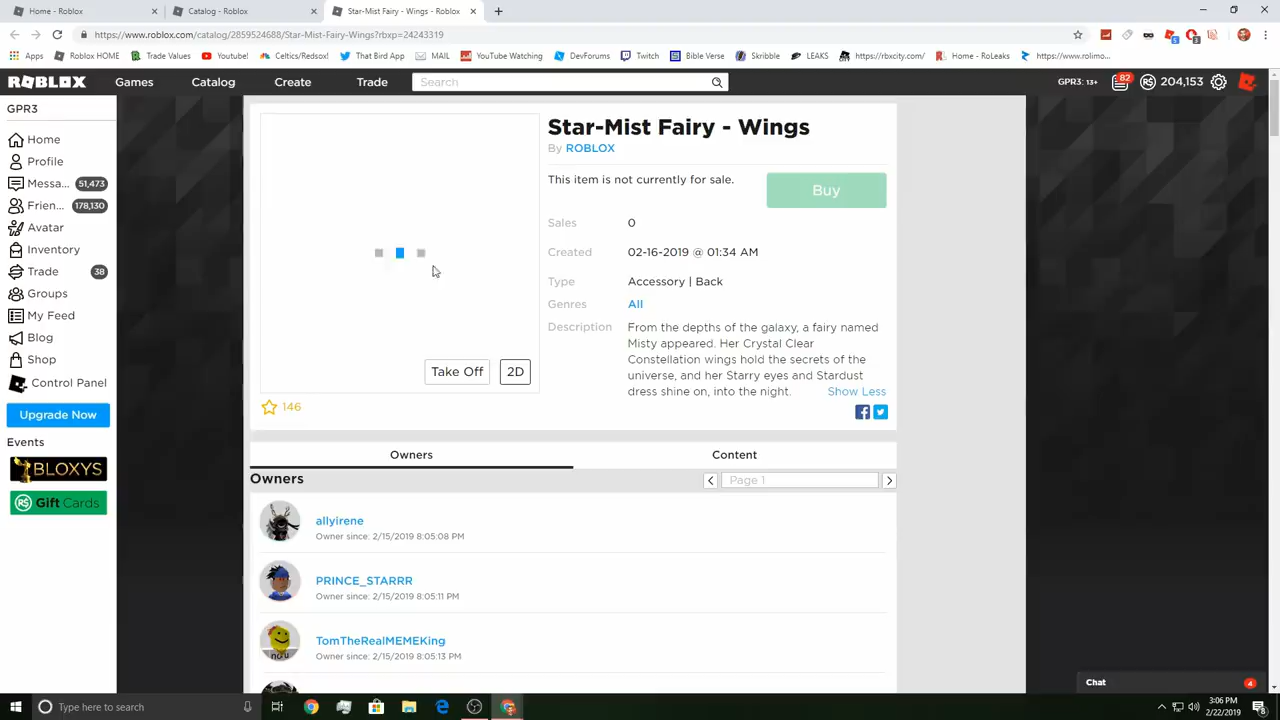 Home - Roblox
Catalog - Roblox
Star-Mist Fairy - Wings - Roblox
https://www.roblox.com/catalog/2859524688/Star-Mist-Fairy-Wings?rbxp=24243319
Apps
Roblox HOME
Trade Values
Youtube!
Celtics/Redsox!
That Bird App
MAIL
YouTube Watching
DevForums
Twitch
Bible Verse
Skribble
LEAKS
https://rbxcity.com/
Home - RoLeaks
https://www.rolimo...
ROBLOX
Games
Catalog
Create
Trade
Search
GPR3: 13+
82
204,153
GPR3
Home
Profile
Messa... 51,473
Frien... 178,130
Avatar
Inventory
Trade 38
Groups
My Feed
Blog
Shop
Control Panel
Upgrade Now
Events
BLOXYS
Gift Cards
Take Off
2D
146
Star-Mist Fairy - Wings
By ROBLOX
This item is not currently for sale.
Buy
Sales 0
Created 02-16-2019 @ 01:34 AM
Type Accessory | Back
Genres All
Description From the depths of the galaxy, a fairy named
Misty appeared. Her Crystal Clear
Constellation wings hold the secrets of the
universe, and her Starry eyes and Stardust
dress shine on, into the night. Show Less
Owners
Content
Owners
Page 1
allyirene
Owner since: 2/15/2019 8:05:08 PM
PRINCE_STARRR
Owner since: 2/15/2019 8:05:11 PM
TomTheRealMEMEKing
Owner since: 2/15/2019 8:05:13 PM
Chat 4
Type here to search
3:06 PM
2/22/2019